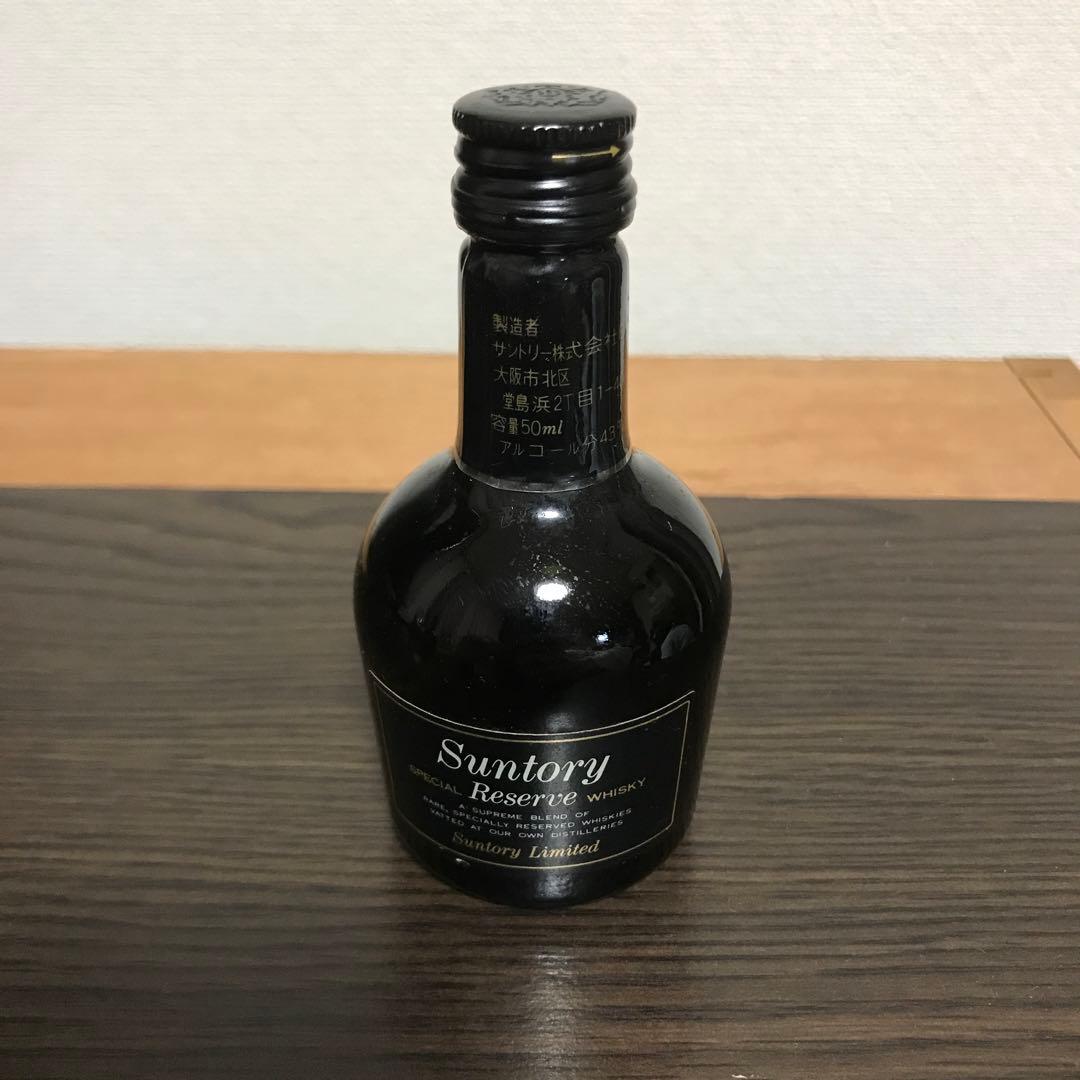 製造者
サントリー株式会社
大阪市北区
堂島浜2丁目1-4
容量50ml
アルコール分43
Suntory
SPECIAL Reserve WHISKY
A SUPREME BLEND OF
RARE, SPECIALLY RESERVED WHISKIES
VATTED AT OUR OWN DISTILLERIES
Suntory Limited